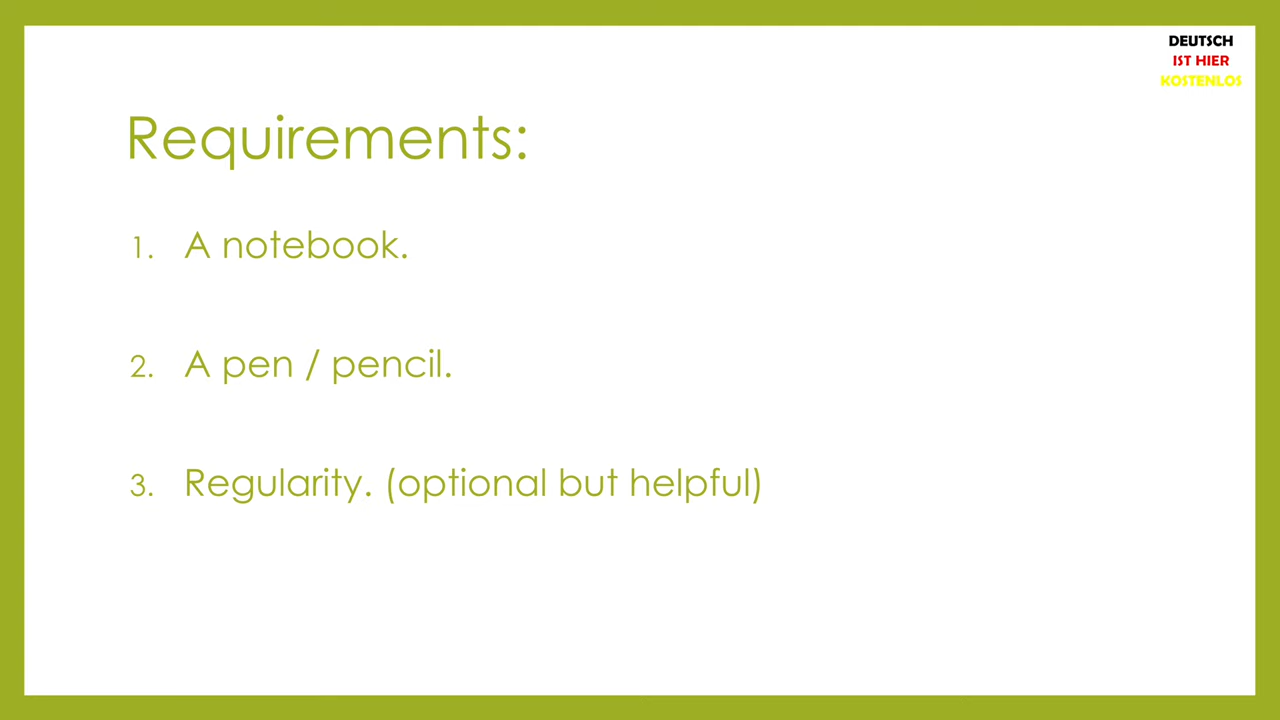 DEUTSCH
IST HIER
KOSTENLOS
Requirements:
1. A notebook.
2. A pen / pencil.
3. Regularity. (optional but helpful)